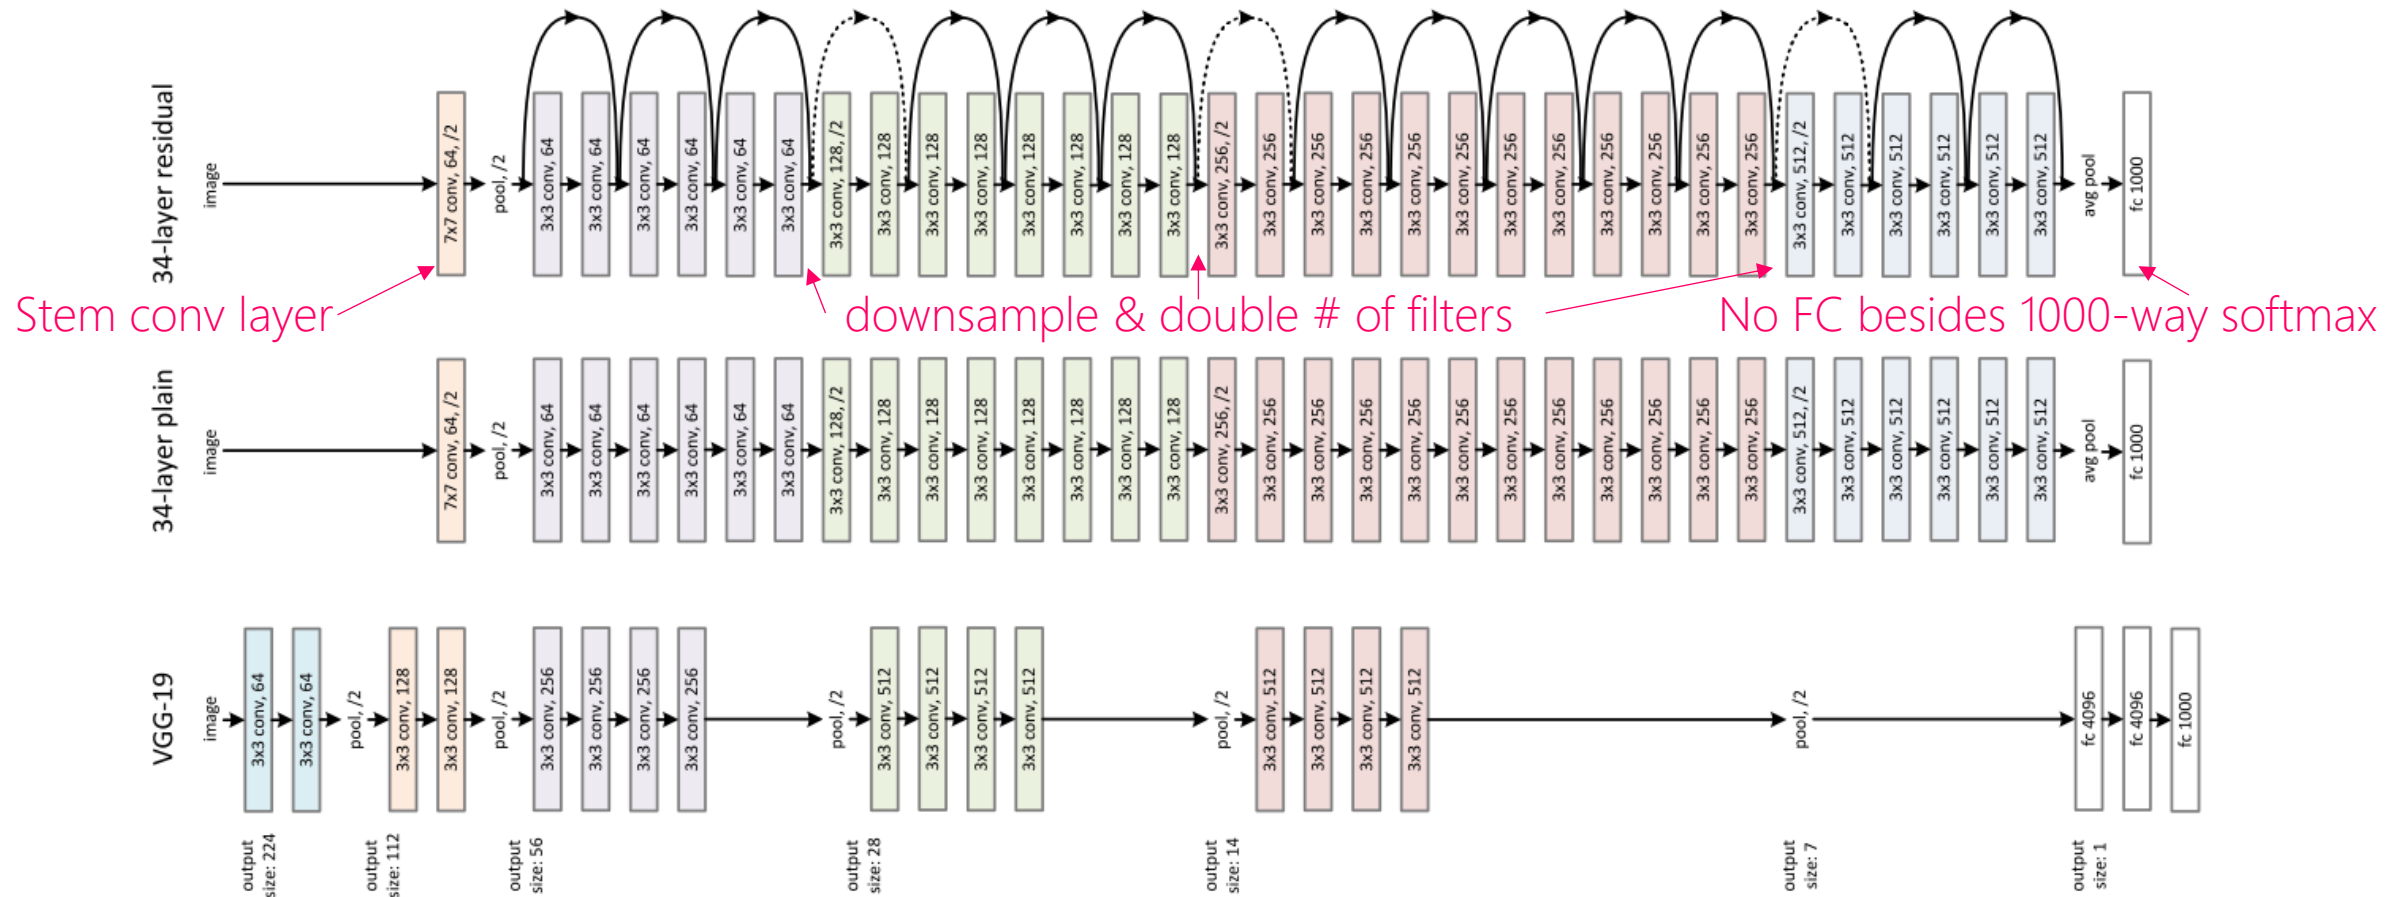 34-layer residual
image
7x7 conv, 64, /2
pool, /2
3x3 conv, 64
3x3 conv, 64
3x3 conv, 64
3x3 conv, 64
3x3 conv, 64
3x3 conv, 64
3x3 conv, 128, /2
3x3 conv, 128
3x3 conv, 128
3x3 conv, 128
3x3 conv, 128
3x3 conv, 128
3x3 conv, 128
3x3 conv, 128
3x3 conv, 256, /2
3x3 conv, 256
3x3 conv, 256
3x3 conv, 256
3x3 conv, 256
3x3 conv, 256
3x3 conv, 256
3x3 conv, 256
3x3 conv, 256
3x3 conv, 256
3x3 conv, 256
3x3 conv, 256
3x3 conv, 512, /2
3x3 conv, 512
3x3 conv, 512
3x3 conv, 512
3x3 conv, 512
3x3 conv, 512
avg pool
fc 1000
Stem conv layer
downsample & double # of filters
No FC besides 1000-way softmax
34-layer plain
image
7x7 conv, 64, /2
pool, /2
3x3 conv, 64
3x3 conv, 64
3x3 conv, 64
3x3 conv, 64
3x3 conv, 64
3x3 conv, 64
3x3 conv, 128, /2
3x3 conv, 128
3x3 conv, 128
3x3 conv, 128
3x3 conv, 128
3x3 conv, 128
3x3 conv, 128
3x3 conv, 128
3x3 conv, 256, /2
3x3 conv, 256
3x3 conv, 256
3x3 conv, 256
3x3 conv, 256
3x3 conv, 256
3x3 conv, 256
3x3 conv, 256
3x3 conv, 256
3x3 conv, 256
3x3 conv, 256
3x3 conv, 256
3x3 conv, 512, /2
3x3 conv, 512
3x3 conv, 512
3x3 conv, 512
3x3 conv, 512
3x3 conv, 512
avg pool
fc 1000
VGG-19
image
3x3 conv, 64
3x3 conv, 64
pool, /2
3x3 conv, 128
3x3 conv, 128
pool, /2
3x3 conv, 256
3x3 conv, 256
3x3 conv, 256
3x3 conv, 256
pool, /2
3x3 conv, 512
3x3 conv, 512
3x3 conv, 512
3x3 conv, 512
pool, /2
3x3 conv, 512
3x3 conv, 512
3x3 conv, 512
3x3 conv, 512
pool, /2
fc 4096
fc 4096
fc 1000
output
size: 224
output
size: 112
output
size: 56
output
size: 28
output
size: 14
output
size: 7
output
size: 1